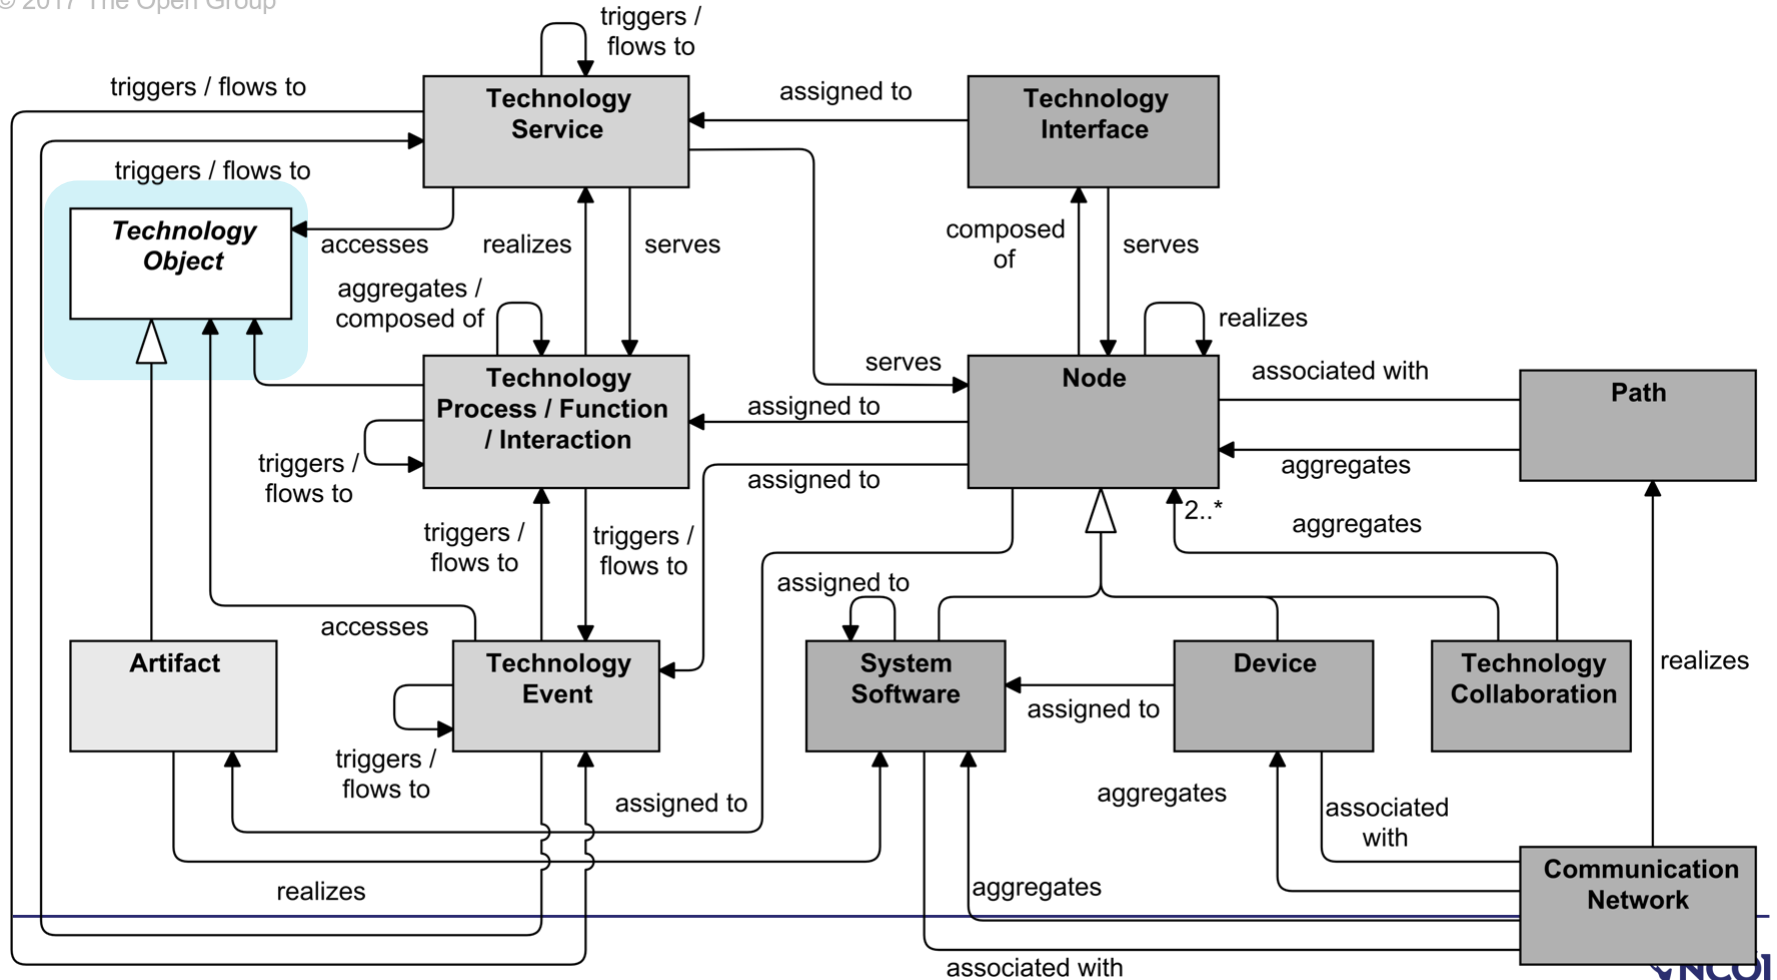 © 2017 The Open Group
triggers /
flows to
triggers / flows to
Technology
Service
assigned to
Technology
Interface
triggers / flows to
Technology
Object
accesses
realizes
serves
composed
of
serves
aggregates /
composed of
realizes
serves
associated with
Technology
Process / Function
/ Interaction
Node
Path
assigned to
triggers /
flows to
assigned to
aggregates
triggers /
flows to
triggers /
flows to
2..*
aggregates
assigned to
accesses
Artifact
Technology
Event
System
Software
Device
Technology
Collaboration
realizes
assigned to
triggers /
flows to
assigned to
aggregates
associated
with
realizes
aggregates
Communication
Network
associated with